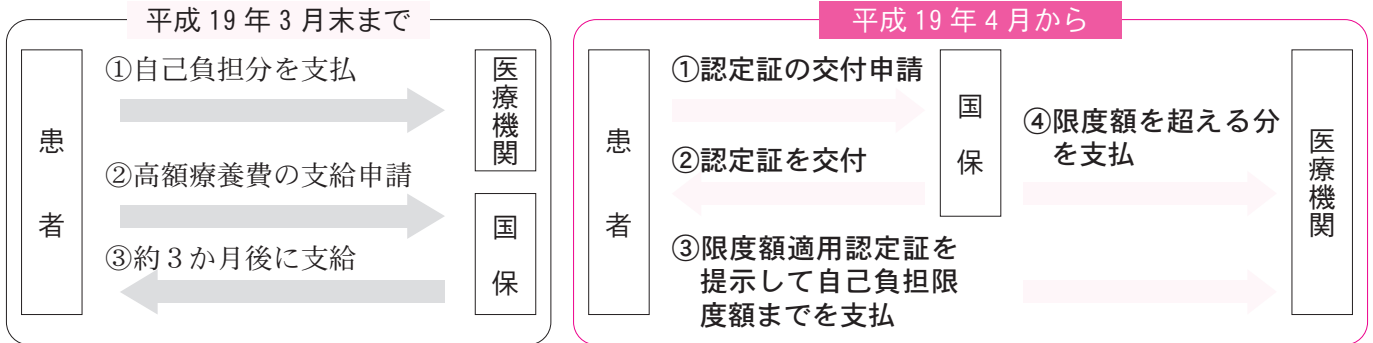 平成19年3月末まで
患者
①自己負担分を支払
医療機関
②高額療養費の支給申請
③約3か月後に支給
国保
平成19年4月から
患者
①認定証の交付申請
②認定証を交付
国保
③限度額適用認定証を
提示して自己負担限
度額までを支払
④限度額を超える分
を支払
医療機関